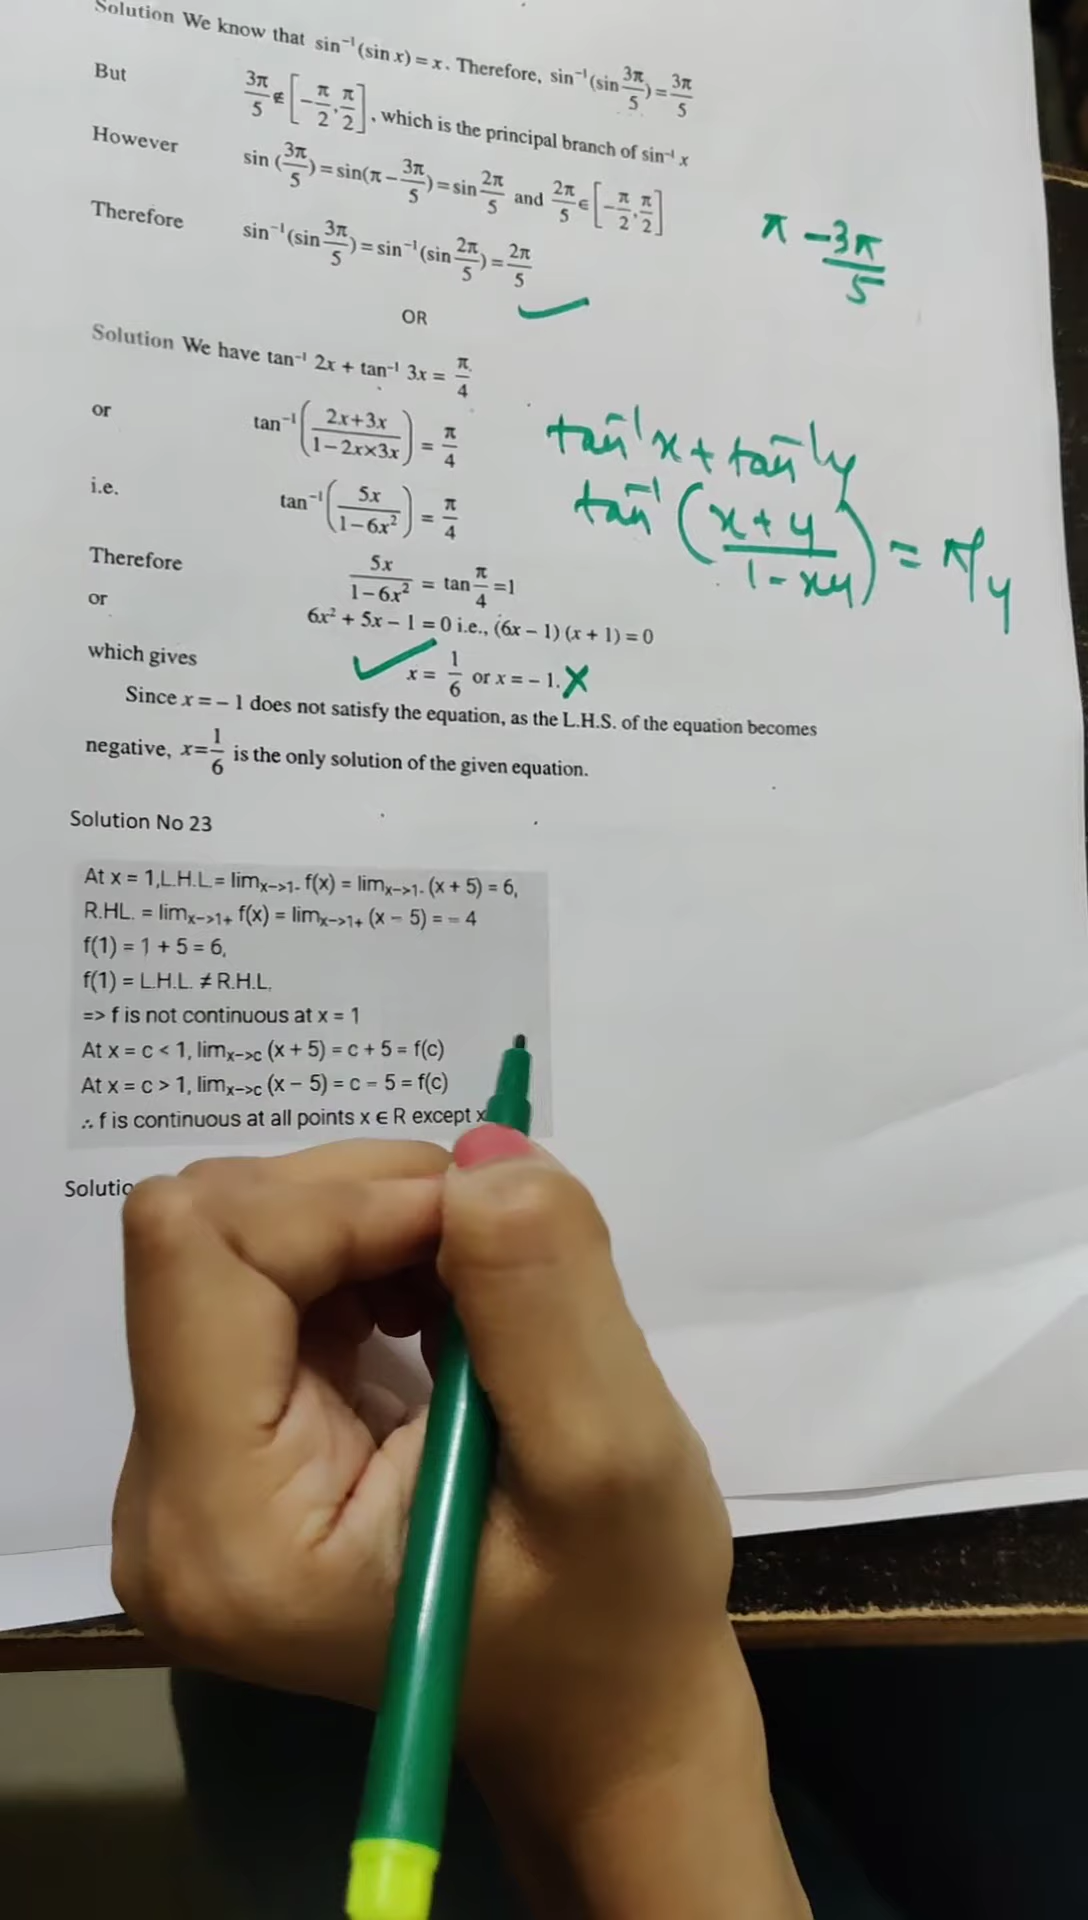 Solution We know that sin⁻¹(sin x) = x. Therefore, sin⁻¹(sin 3π/5) = 3π/5
But 3π/5 ∉ [−π/2, π/2], which is the principal branch of sin⁻¹ x
However sin (3π/5) = sin(π − 3π/5) = sin 2π/5 and 2π/5 ∈ [−π/2, π/2]
π − 3π/5
Therefore sin⁻¹(sin 3π/5) = sin⁻¹(sin 2π/5) = 2π/5
OR
Solution We have tan⁻¹ 2x + tan⁻¹ 3x = π/4
or tan⁻¹((2x+3x)/(1−2x×3x)) = π/4
tan⁻¹x + tan⁻¹y
i.e. tan⁻¹(5x/(1−6x²)) = π/4
tan⁻¹((x+y)/(1−xy)) = π/4
Therefore 5x/(1−6x²) = tan π/4 =1
or 6x² + 5x − 1 = 0 i.e., (6x − 1) (x + 1) = 0
which gives x = 1/6 or x = − 1.
Since x = − 1 does not satisfy the equation, as the L.H.S. of the equation becomes
negative, x=1/6 is the only solution of the given equation.
Solution No 23
At x = 1,L.H.L.= limx->1- f(x) = limx->1- (x + 5) = 6,
R.HL. = limx->1+ f(x) = limx->1+ (x − 5) = − 4
f(1) = 1 + 5 = 6,
f(1) = L.H.L. ≠ R.H.L.
=> f is not continuous at x = 1
At x = c < 1, limx->c (x + 5) = c + 5 = f(c)
At x = c > 1, limx->c (x − 5) = c − 5 = f(c)
∴ f is continuous at all points x ∈ R except x
Solutio